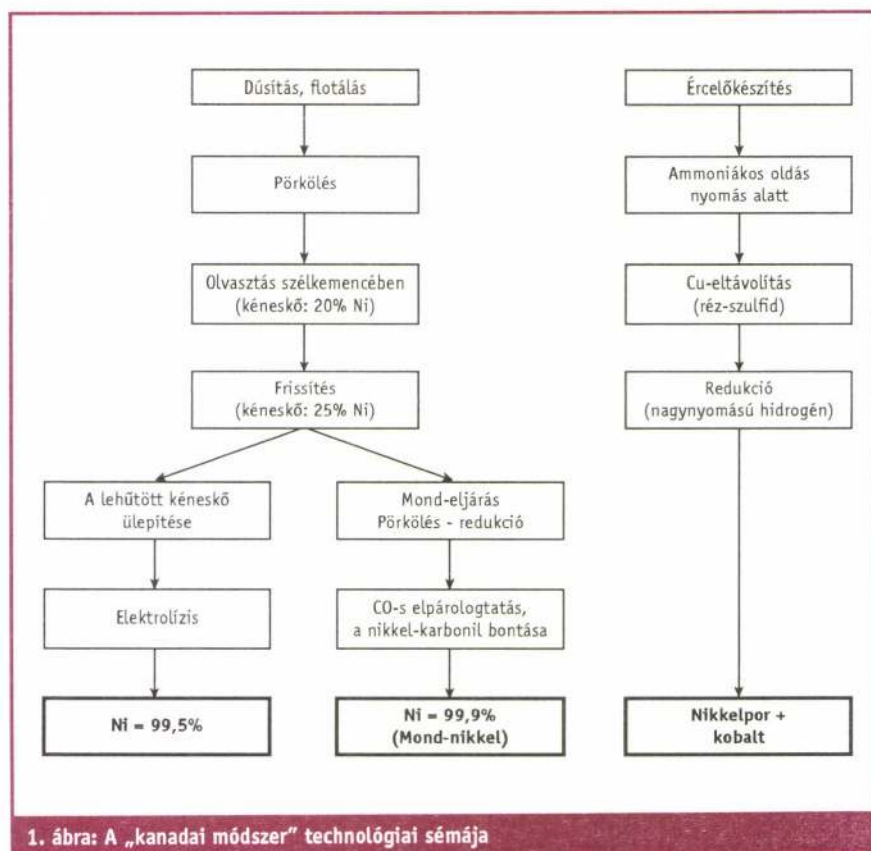 Dúsítás, flotálás
Pörkölés
Olvasztás szélkemencében
(kéneskő: 20% Ni)
Frissítés
(kéneskő: 25% Ni)
A lehűtött kéneskő
ülepítése
Elektrolízis
Ni = 99,5%
Mond-eljárás
Pörkölés - redukció
CO-s elpárologtatás,
a nikkel-karbonil bontása
Ni = 99,9%
(Mond-nikkel)
Ércelőkészítés
Ammoniákos oldás
nyomás alatt
Cu-eltávolítás
(réz-szulfid)
Redukció
(nagynyomású hidrogén)
Nikkelpor +
kobalt
1. ábra: A „kanadai módszer” technológiai sémája